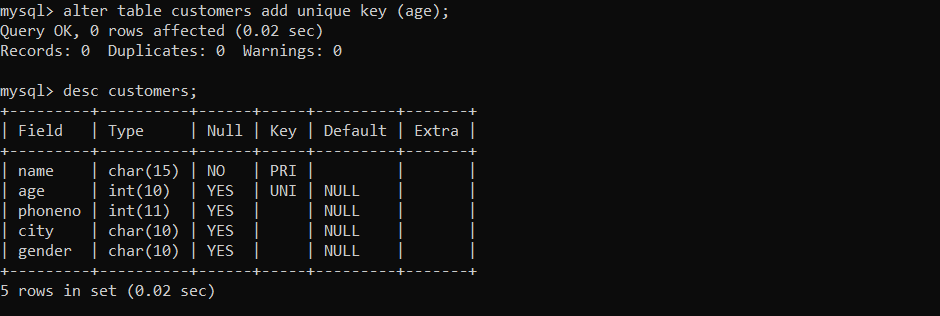 mysql> alter table customers add unique key (age);
Query OK, 0 rows affected (0.02 sec)
Records: 0  Duplicates: 0  Warnings: 0

mysql> desc customers;
+---------+----------+------+-----+---------+-------+
| Field   | Type     | Null | Key | Default | Extra |
+---------+----------+------+-----+---------+-------+
| name    | char(15) | NO   | PRI |         |       |
| age     | int(10)  | YES  | UNI | NULL    |       |
| phoneno | int(11)  | YES  |     | NULL    |       |
| city    | char(10) | YES  |     | NULL    |       |
| gender  | char(10) | YES  |     | NULL    |       |
+---------+----------+------+-----+---------+-------+
5 rows in set (0.02 sec)